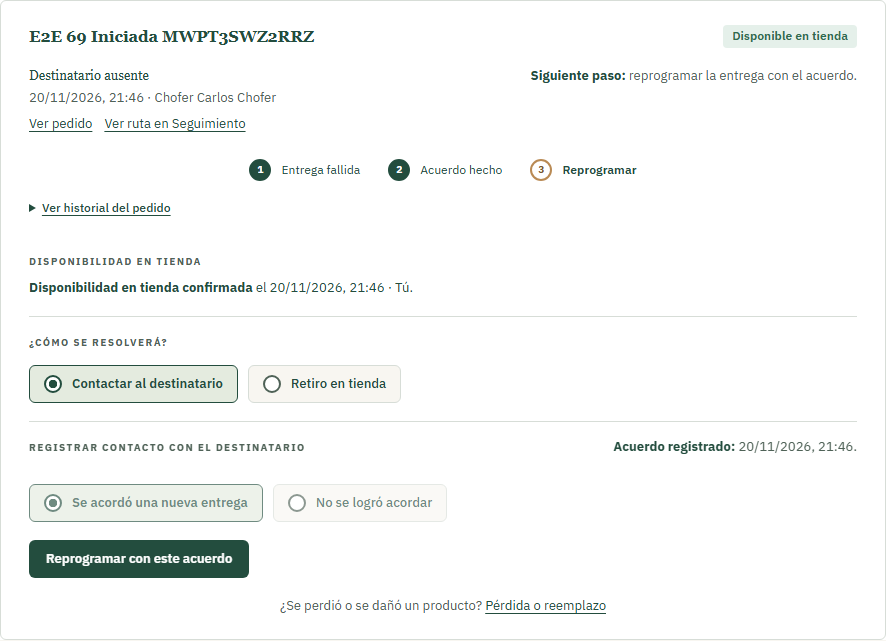 E2E 69 Iniciada MWPT3SWZ2RRZ
Disponible en tienda
Destinatario ausente
Siguiente paso: reprogramar la entrega con el acuerdo.
20/11/2026, 21:46 · Chofer Carlos Chofer
Ver pedido Ver ruta en Seguimiento
1 Entrega fallida 2 Acuerdo hecho 3 Reprogramar
Ver historial del pedido
DISPONIBILIDAD EN TIENDA
Disponibilidad en tienda confirmada el 20/11/2026, 21:46 · Tú.
¿CÓMO SE RESOLVERÁ?
Contactar al destinatario Retiro en tienda
REGISTRAR CONTACTO CON EL DESTINATARIO
Acuerdo registrado: 20/11/2026, 21:46.
Se acordó una nueva entrega No se logró acordar
Reprogramar con este acuerdo
¿Se perdió o se dañó un producto? Pérdida o reemplazo